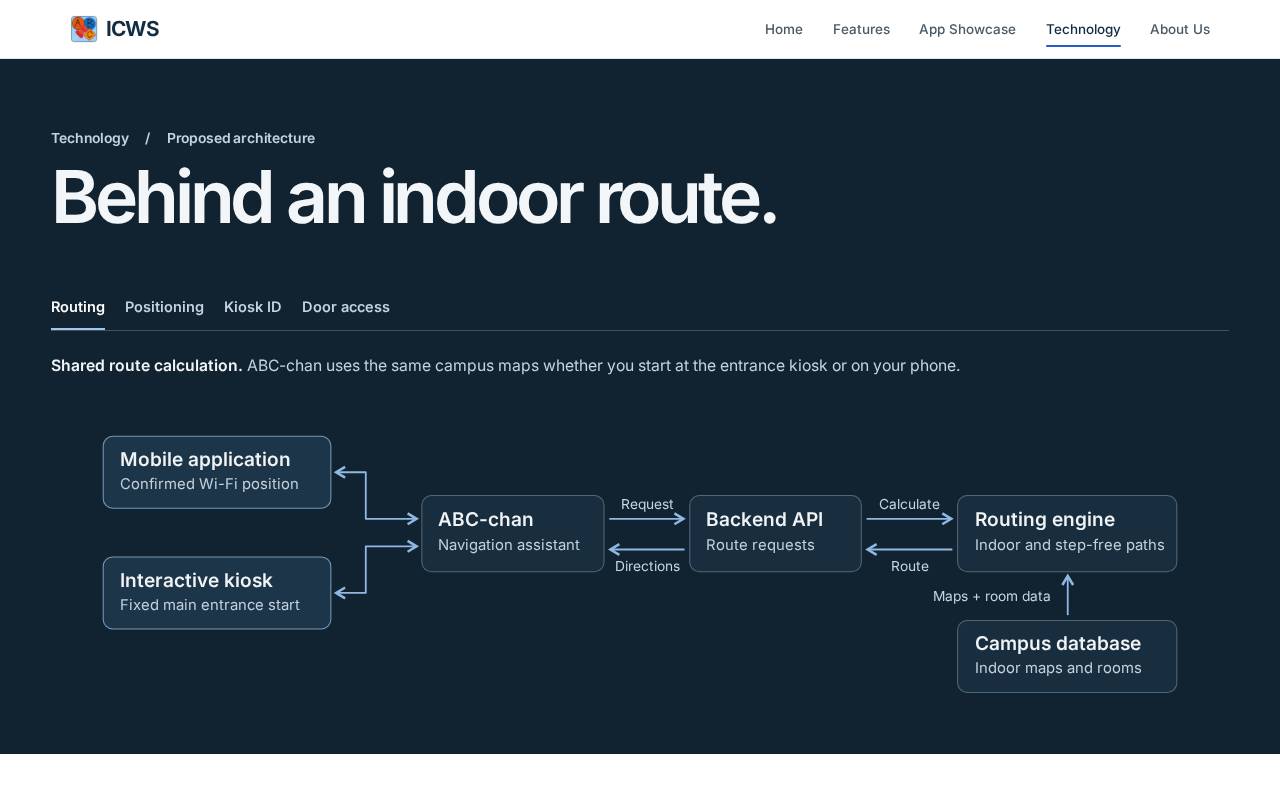 ICWS
Home Features App Showcase Technology About Us
Technology / Proposed architecture
Behind an indoor route.
Routing Positioning Kiosk ID Door access
Shared route calculation. ABC-chan uses the same campus maps whether you start at the entrance kiosk or on your phone.
Mobile application
Confirmed Wi-Fi position
Interactive kiosk
Fixed main entrance start
ABC-chan
Navigation assistant
Request
Directions
Backend API
Route requests
Calculate
Route
Routing engine
Indoor and step-free paths
Maps + room data
Campus database
Indoor maps and rooms